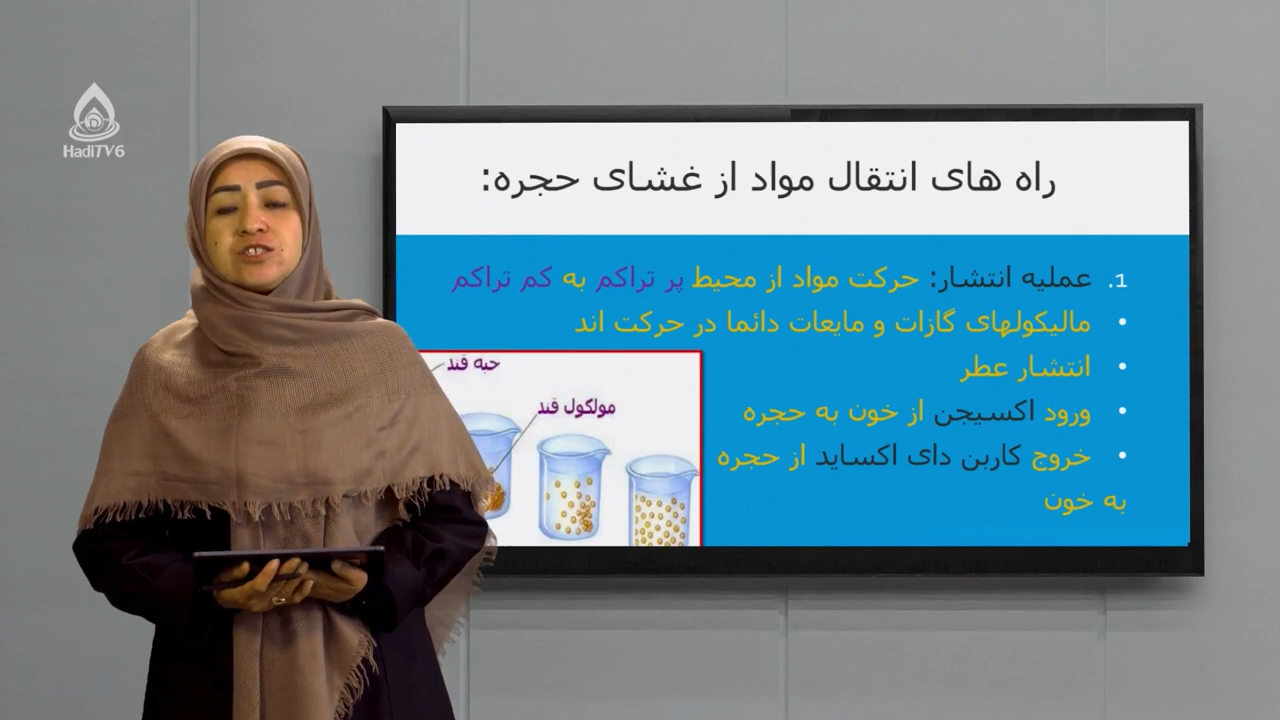 HadiTV6
راه های انتقال مواد از غشای حجره:
1. عملیه انتشار: حرکت مواد از محیط پر تراکم به کم تراکم
• مالیکولهای گازات و مایعات دائما در حرکت اند
• انتشار عطر
• ورود اکسیجن از خون به حجره
• خروج کاربن دای اکساید از حجره
به خون
حبه قند
مولکول قند